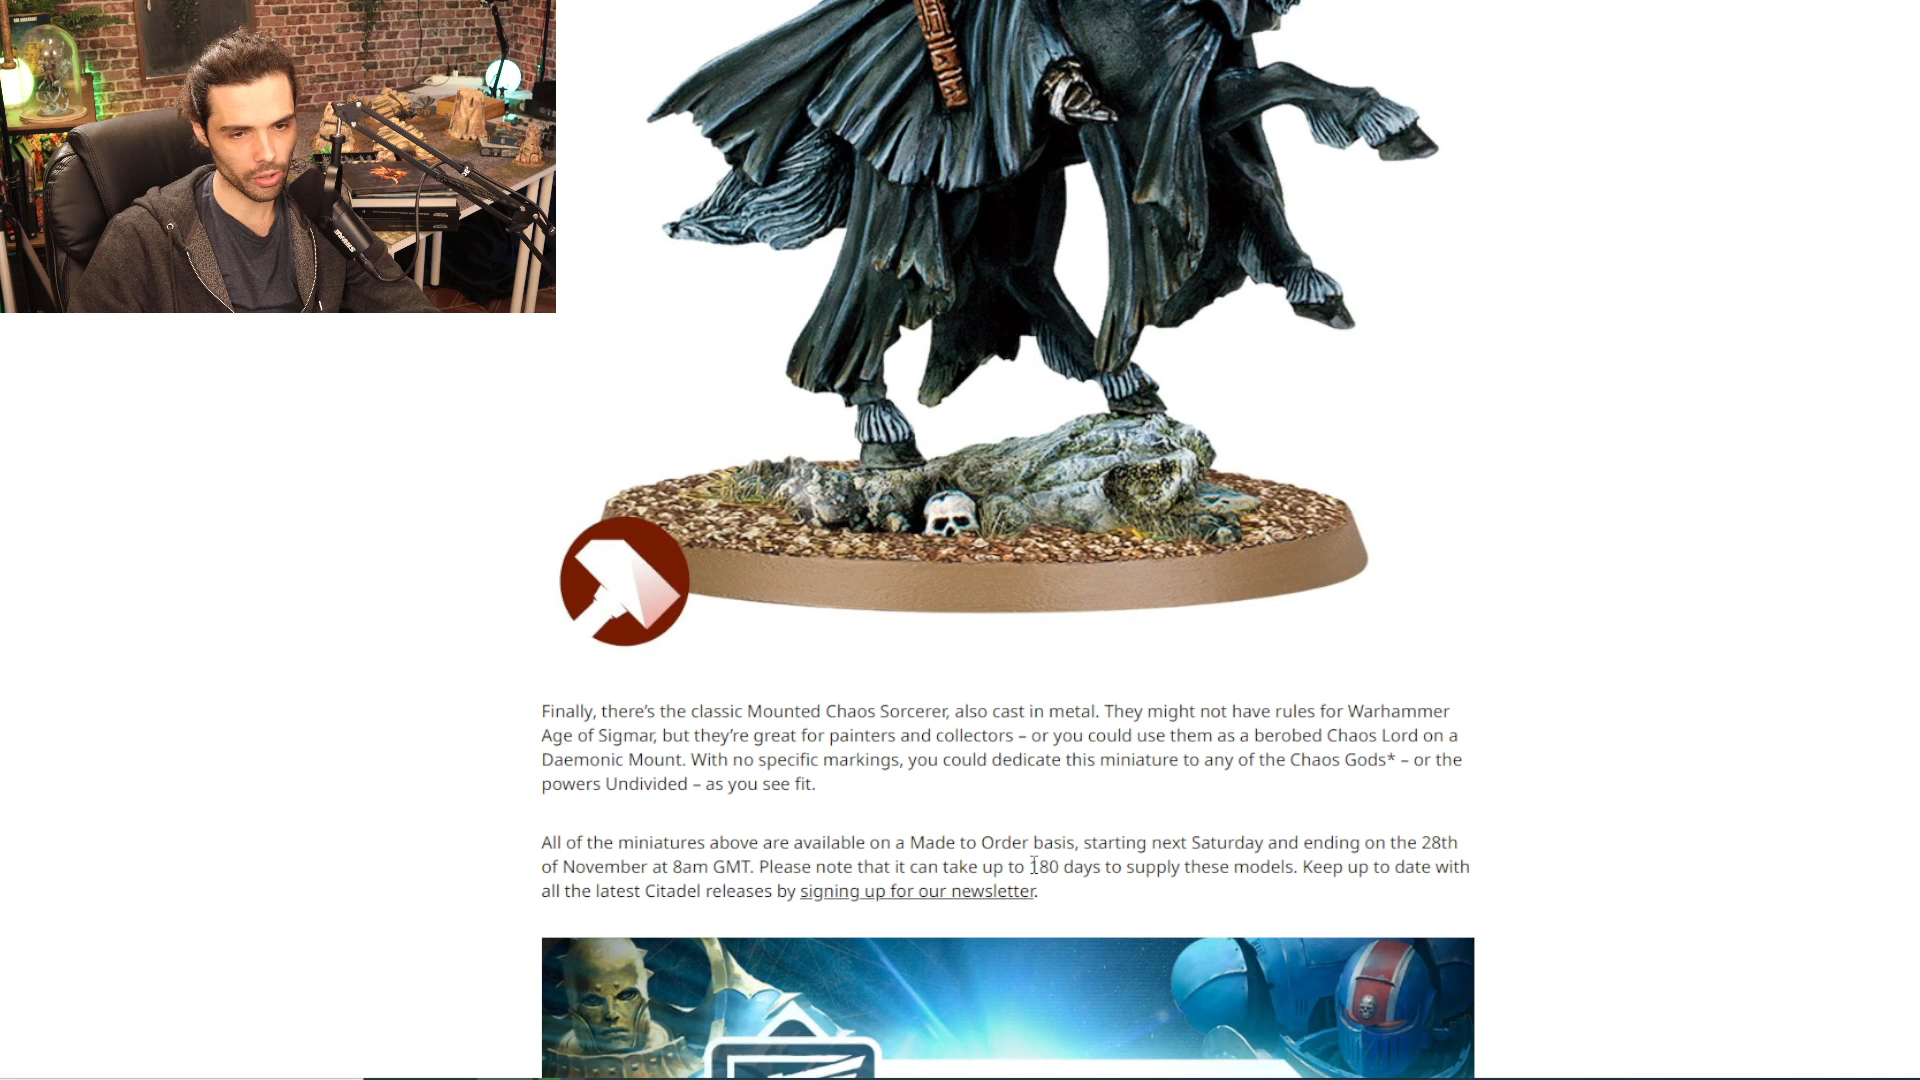 Finally, there’s the classic Mounted Chaos Sorcerer, also cast in metal. They might not have rules for Warhammer
Age of Sigmar, but they’re great for painters and collectors – or you could use them as a berobed Chaos Lord on a
Daemonic Mount. With no specific markings, you could dedicate this miniature to any of the Chaos Gods* – or the
powers Undivided – as you see fit.
All of the miniatures above are available on a Made to Order basis, starting next Saturday and ending on the 28th
of November at 8am GMT. Please note that it can take up to 180 days to supply these models. Keep up to date with
all the latest Citadel releases by signing up for our newsletter.